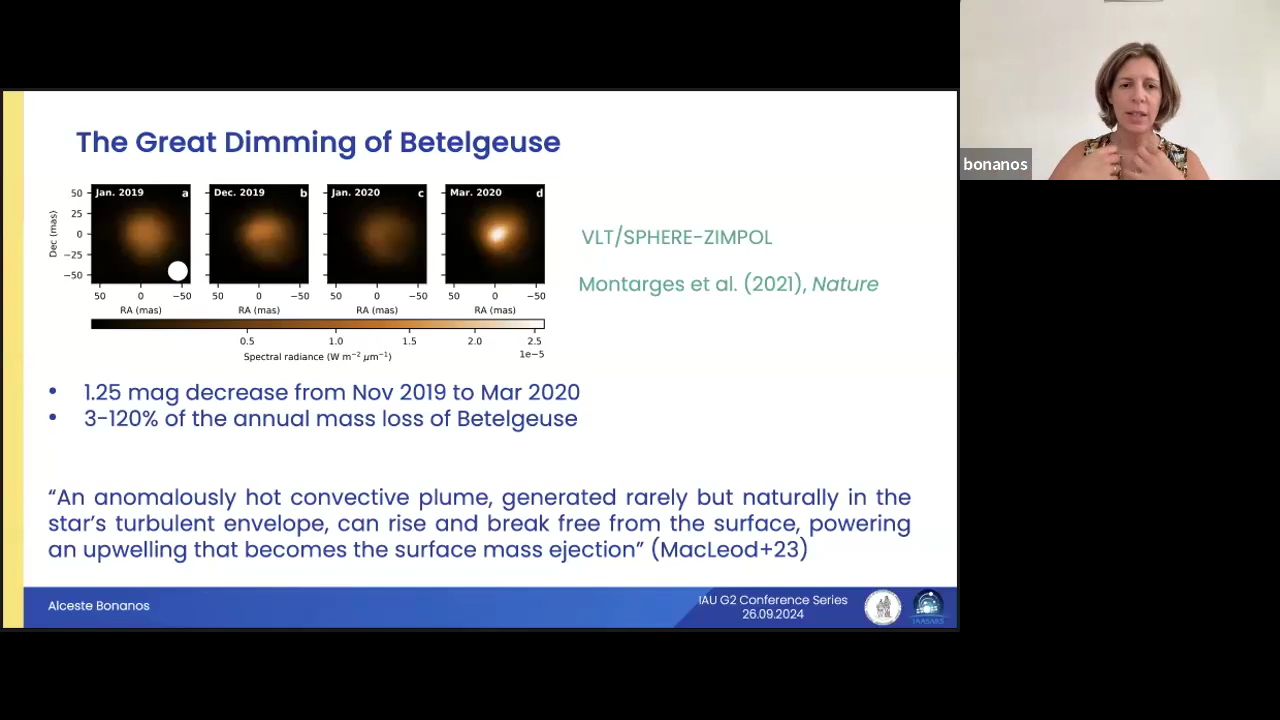 bonanos
The Great Dimming of Betelgeuse
Jan. 2019 a Dec. 2019 b Jan. 2020 c Mar. 2020 d
50
25
0
−25
−50
Dec (mas)
50 0 −50 50 0 −50 50 0 −50 50 0 −50
RA (mas) RA (mas) RA (mas) RA (mas)
0.5 1.0 1.5 2.0 2.5
Spectral radiance (W m⁻² μm⁻¹) 1e−5
VLT/SPHERE-ZIMPOL
Montarges et al. (2021), Nature
• 1.25 mag decrease from Nov 2019 to Mar 2020
• 3-120% of the annual mass loss of Betelgeuse
“An anomalously hot convective plume, generated rarely but naturally in the
star’s turbulent envelope, can rise and break free from the surface, powering
an upwelling that becomes the surface mass ejection” (MacLeod+23)
Alceste Bonanos
IAU G2 Conference Series
26.09.2024
IAASARS